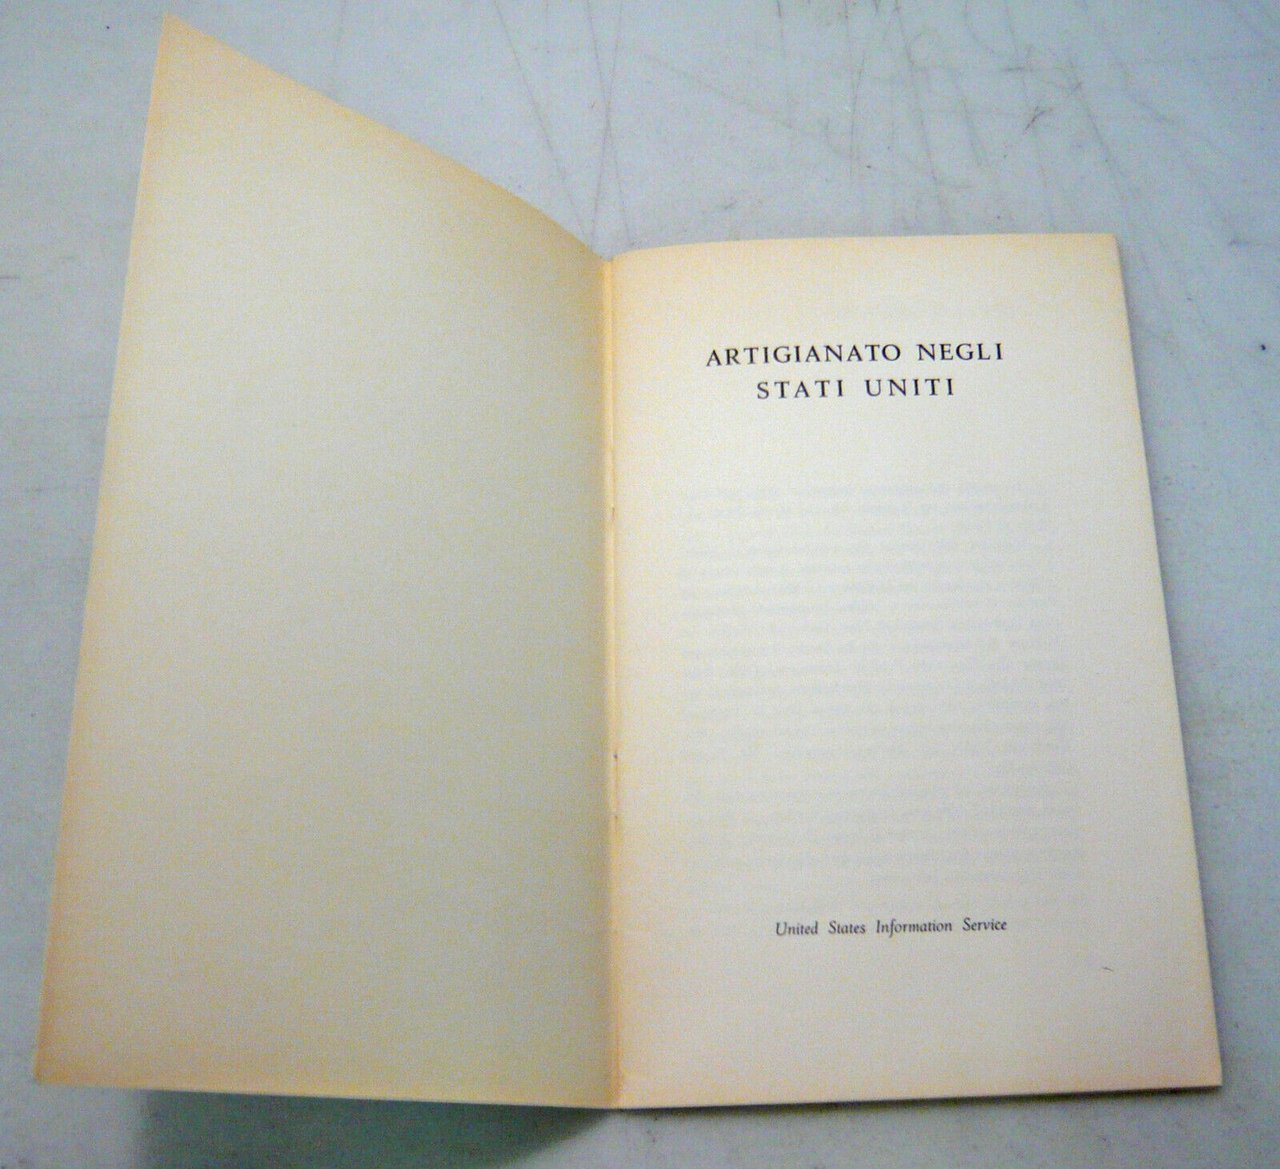 ARTIGIANATO NEGLI
STATI UNITI
United States Information Service